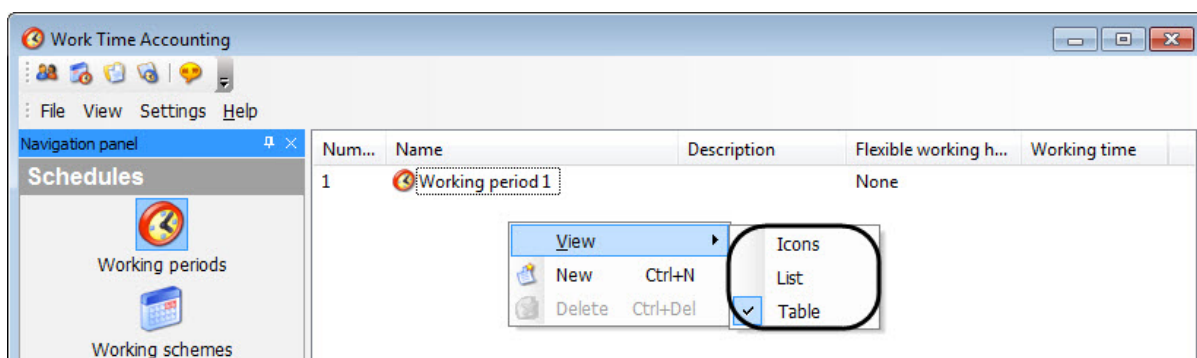 Work Time Accounting
File View Settings Help
Navigation panel
Schedules
Working periods
Working schemes
Num... Name Description Flexible working h... Working time
1 Working period 1 None
View
New Ctrl+N
Delete Ctrl+Del
Icons
List
Table